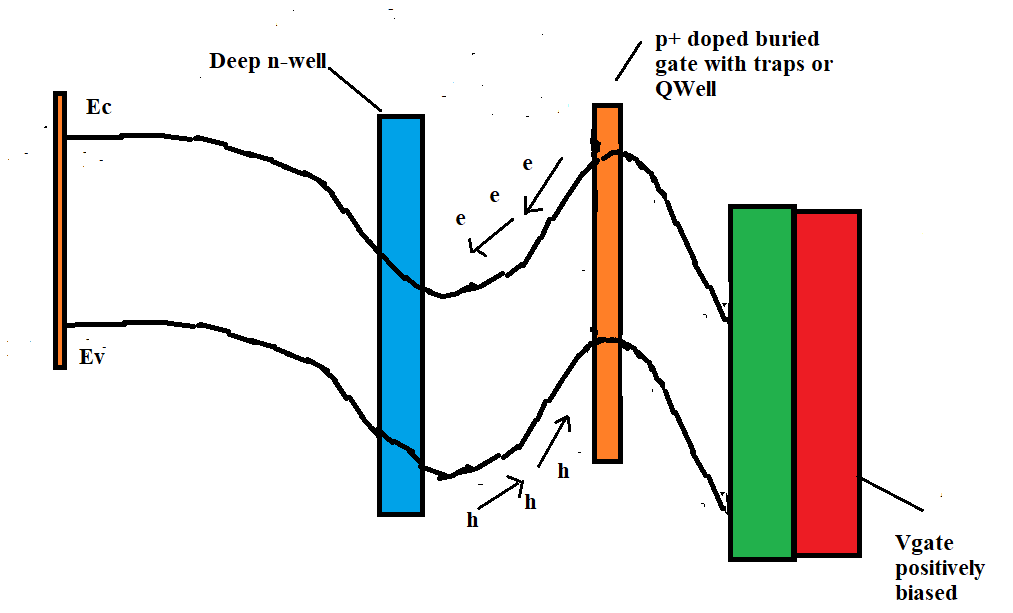 p+ doped buried
gate with traps or
QWell
Deep n-well
Ec
e
e
e
Ev
h
h
h
Vgate
positively
biased